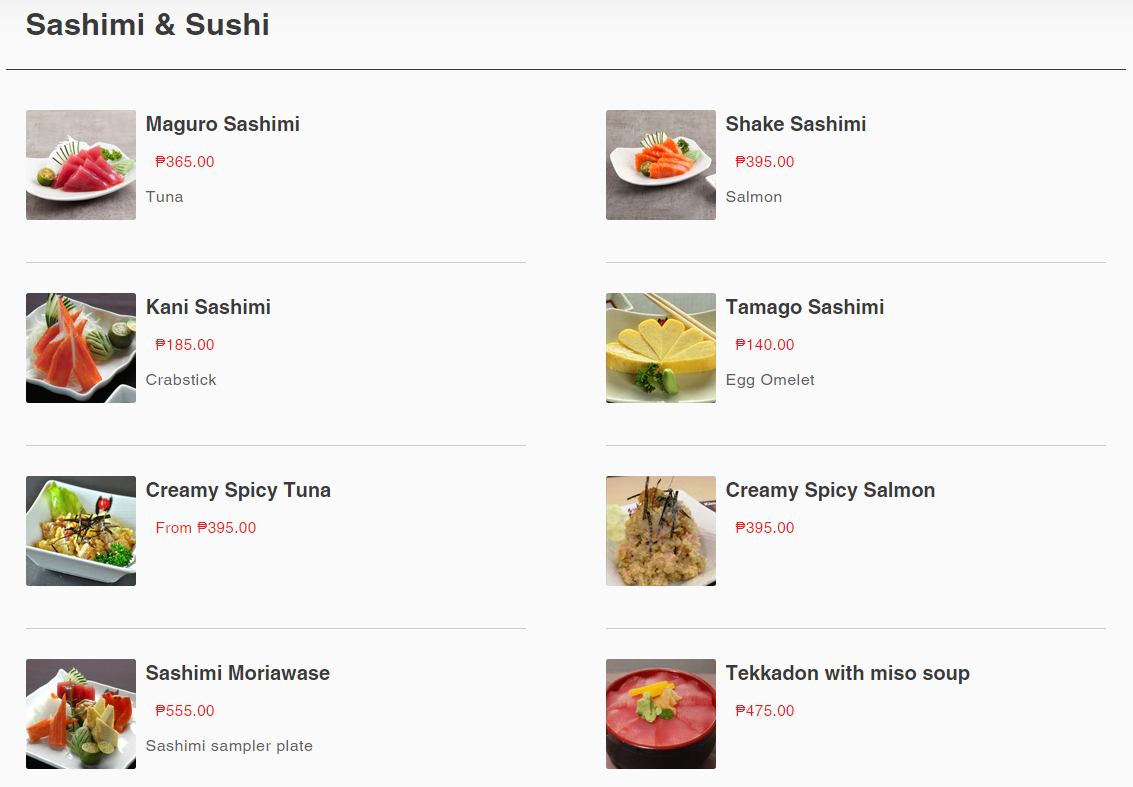 Sashimi & Sushi
Maguro Sashimi
₱365.00
Tuna
Shake Sashimi
₱395.00
Salmon
Kani Sashimi
₱185.00
Crabstick
Tamago Sashimi
₱140.00
Egg Omelet
Creamy Spicy Tuna
From ₱395.00
Creamy Spicy Salmon
₱395.00
Sashimi Moriawase
₱555.00
Sashimi sampler plate
Tekkadon with miso soup
₱475.00